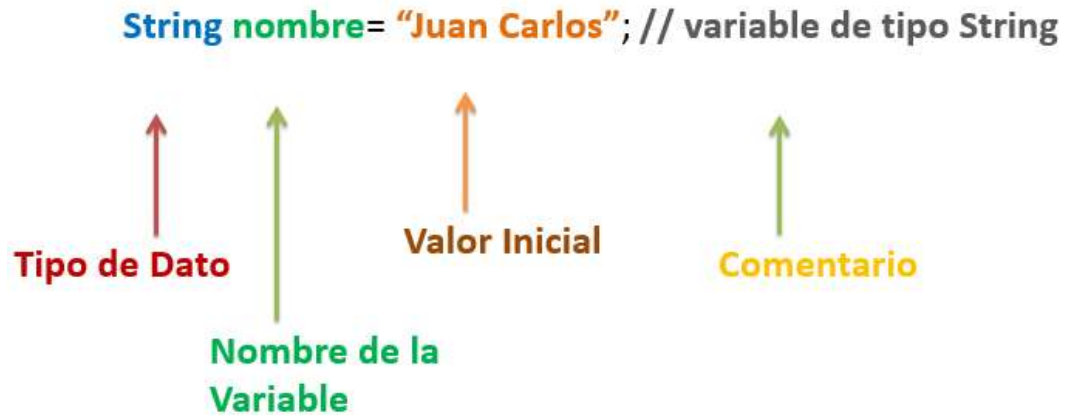 String nombre= “Juan Carlos”; // variable de tipo String
Valor Inicial
Tipo de Dato
Comentario
Nombre de la
Variable